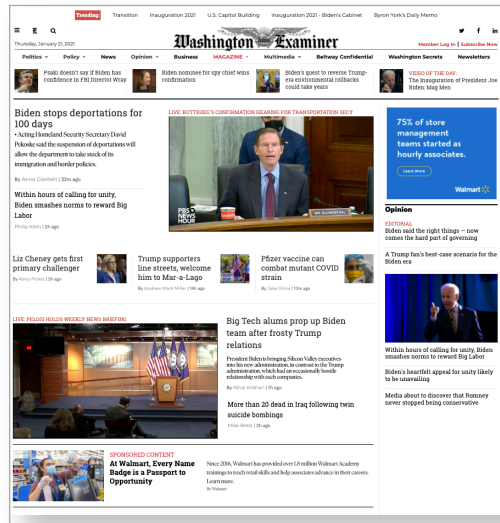 Trending Transition Inauguration 2021 U.S. Capitol Building Inauguration 2021 - Biden's Cabinet Byron York's Daily Memo
Thursday, January 21, 2021
Washington Examiner
Member Log In | Subscribe Now
Politics Policy News Opinion Business MAGAZINE Multimedia Beltway Confidential Washington Secrets Newsletters
Psaki doesn't say if Biden has
confidence in FBI Director Wray
Biden nominee for spy chief wins
confirmation
Biden's quest to reverse Trump-
era environmental rollbacks
could take years
VIDEO OF THE DAY:
The Inauguration of President Joe
Biden: Mag Men
Biden stops deportations for
100 days
• Acting Homeland Security Secretary David
Pekoske said the suspension of deportations will
allow the department to take stock of its
immigration and border policies.
By Anna Giaritelli | 22m ago
Within hours of calling for unity,
Biden smashes norms to reward Big
Labor
Philip Klein | 2h ago
LIVE: BUTTIGIEG'S CONFIRMATION HEARING FOR TRANSPORTATION SECY
PBS
NEWS
HOUR
MR. BLUMENTHAL
75% of store
management
teams started as
hourly associates.
Learn More
Walmart
Opinion
EDITORIAL
Biden said the right things — now
comes the hard part of governing
A Trump fan's best-case scenario for the
Biden era
Within hours of calling for unity, Biden
smashes norms to reward Big Labor
Biden's heartfelt appeal for unity likely
to be unavailing
Media about to discover that Romney
never stopped being conservative
Liz Cheney gets first
primary challenger
By Kerry Picket | 2h ago
Trump supporters
line streets, welcome
him to Mar-a-Lago
By Andrew Mark Miller | 19h ago
Pfizer vaccine can
combat mutant COVID
strain
By Jake Dima | 10m ago
LIVE: PELOSI HOLDS WEEKLY NEWS BRIEFING
Big Tech alums prop up Biden
team after frosty Trump
relations
President Biden is bringing Silicon Valley executives
into his new administration, in contrast to the Trump
administration, which had an occasionally hostile
relationship with such companies.
By Nihal Krishan | 1h ago
More than 20 dead in Iraq following twin
suicide bombings
Mike Brest | 2h ago
SPONSORED CONTENT
At Walmart, Every Name
Badge is a Passport to
Opportunity
Since 2016, Walmart has provided over 1.8 million Walmart Academy
trainings to teach retail skills and help associates advance in their careers.
Learn more.
By Walmart